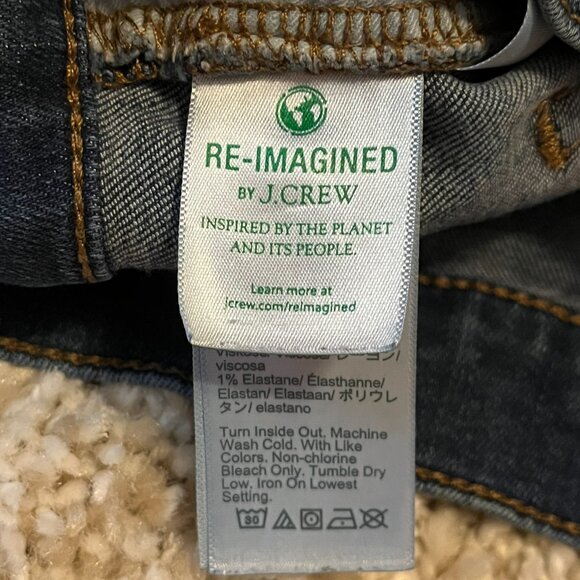 RE-IMAGINED
BY J.CREW
INSPIRED BY THE PLANET
AND ITS PEOPLE.
Learn more at
jcrew.com/reimagined
viscosa
1% Elastane/ Élasthanne/
Elastan/ Elastaan/ ポリウレ
タン/ elastano
Turn Inside Out. Machine
Wash Cold. With Like
Colors. Non-chlorine
Bleach Only. Tumble Dry
Low. Iron On Lowest
Setting.
30